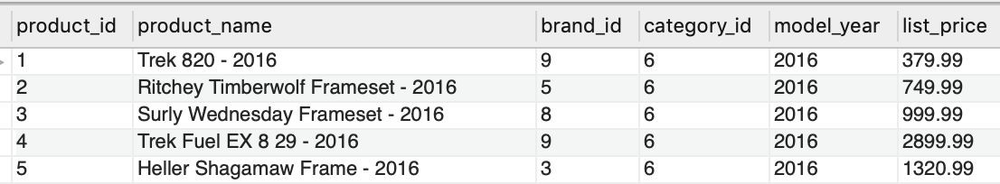 product_id product_name brand_id category_id model_year list_price
1 Trek 820 - 2016 9 6 2016 379.99
2 Ritchey Timberwolf Frameset - 2016 5 6 2016 749.99
3 Surly Wednesday Frameset - 2016 8 6 2016 999.99
4 Trek Fuel EX 8 29 - 2016 9 6 2016 2899.99
5 Heller Shagamaw Frame - 2016 3 6 2016 1320.99